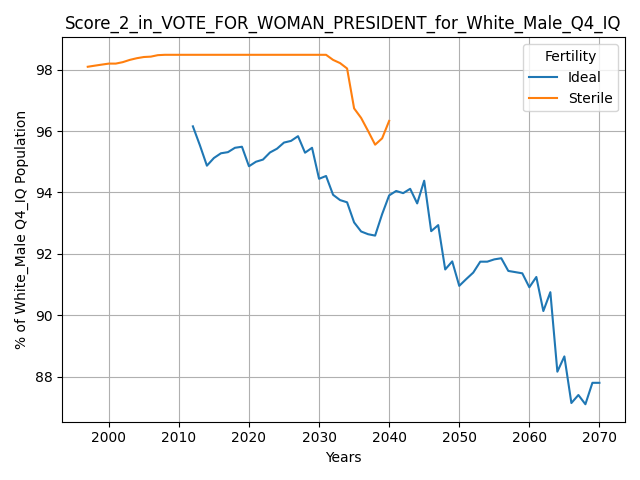 Score_2_in_VOTE_FOR_WOMAN_PRESIDENT_for_White_Male_Q4_IQ
Fertility
Ideal
Sterile
% of White_Male Q4_IQ Population
98
96
94
92
90
88
2000 2010 2020 2030 2040 2050 2060 2070
Years